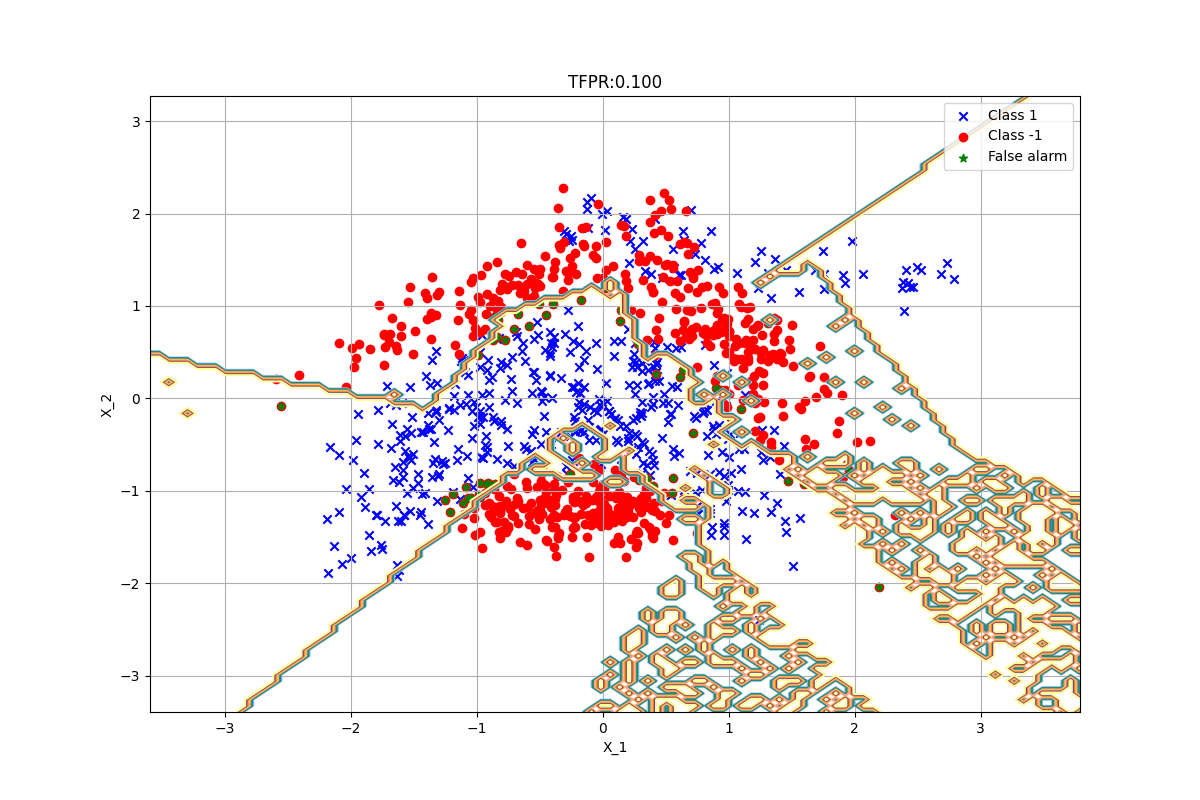 TFPR:0.100
Class 1
Class -1
False alarm
3
2
1
0
−1
−2
−3
X_2
−3 −2 −1 0 1 2 3
X_1